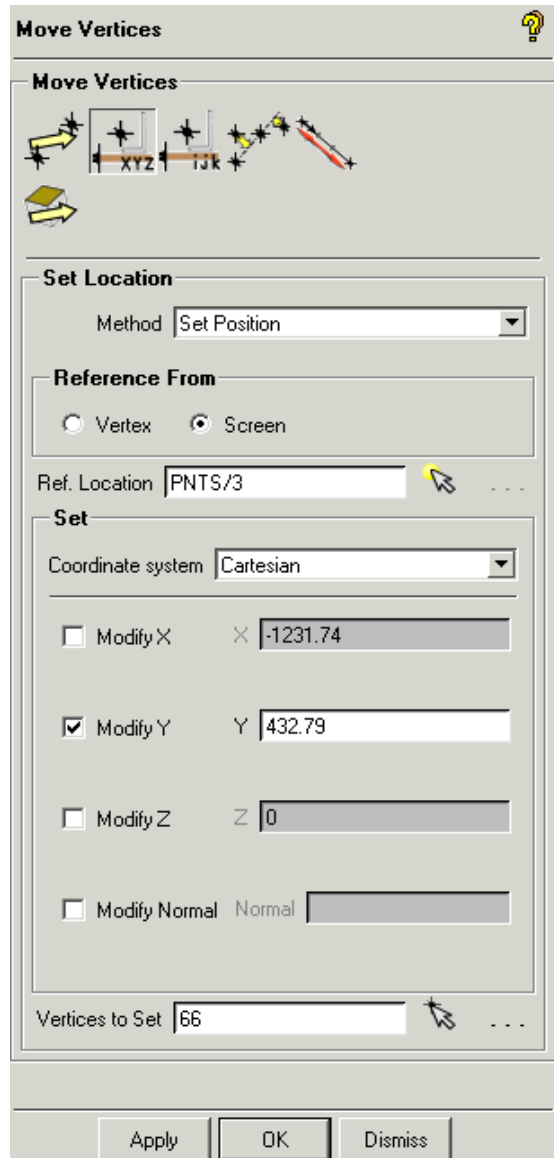 Move Vertices
Move Vertices
XYZ ijk
Set Location
Method Set Position
Reference From
Vertex Screen
Ref. Location PNTS/3 ...
Set
Coordinate system Cartesian
Modify X X -1231.74
Modify Y Y 432.79
Modify Z Z 0
Modify Normal Normal
Vertices to Set 66 ...
Apply OK Dismiss